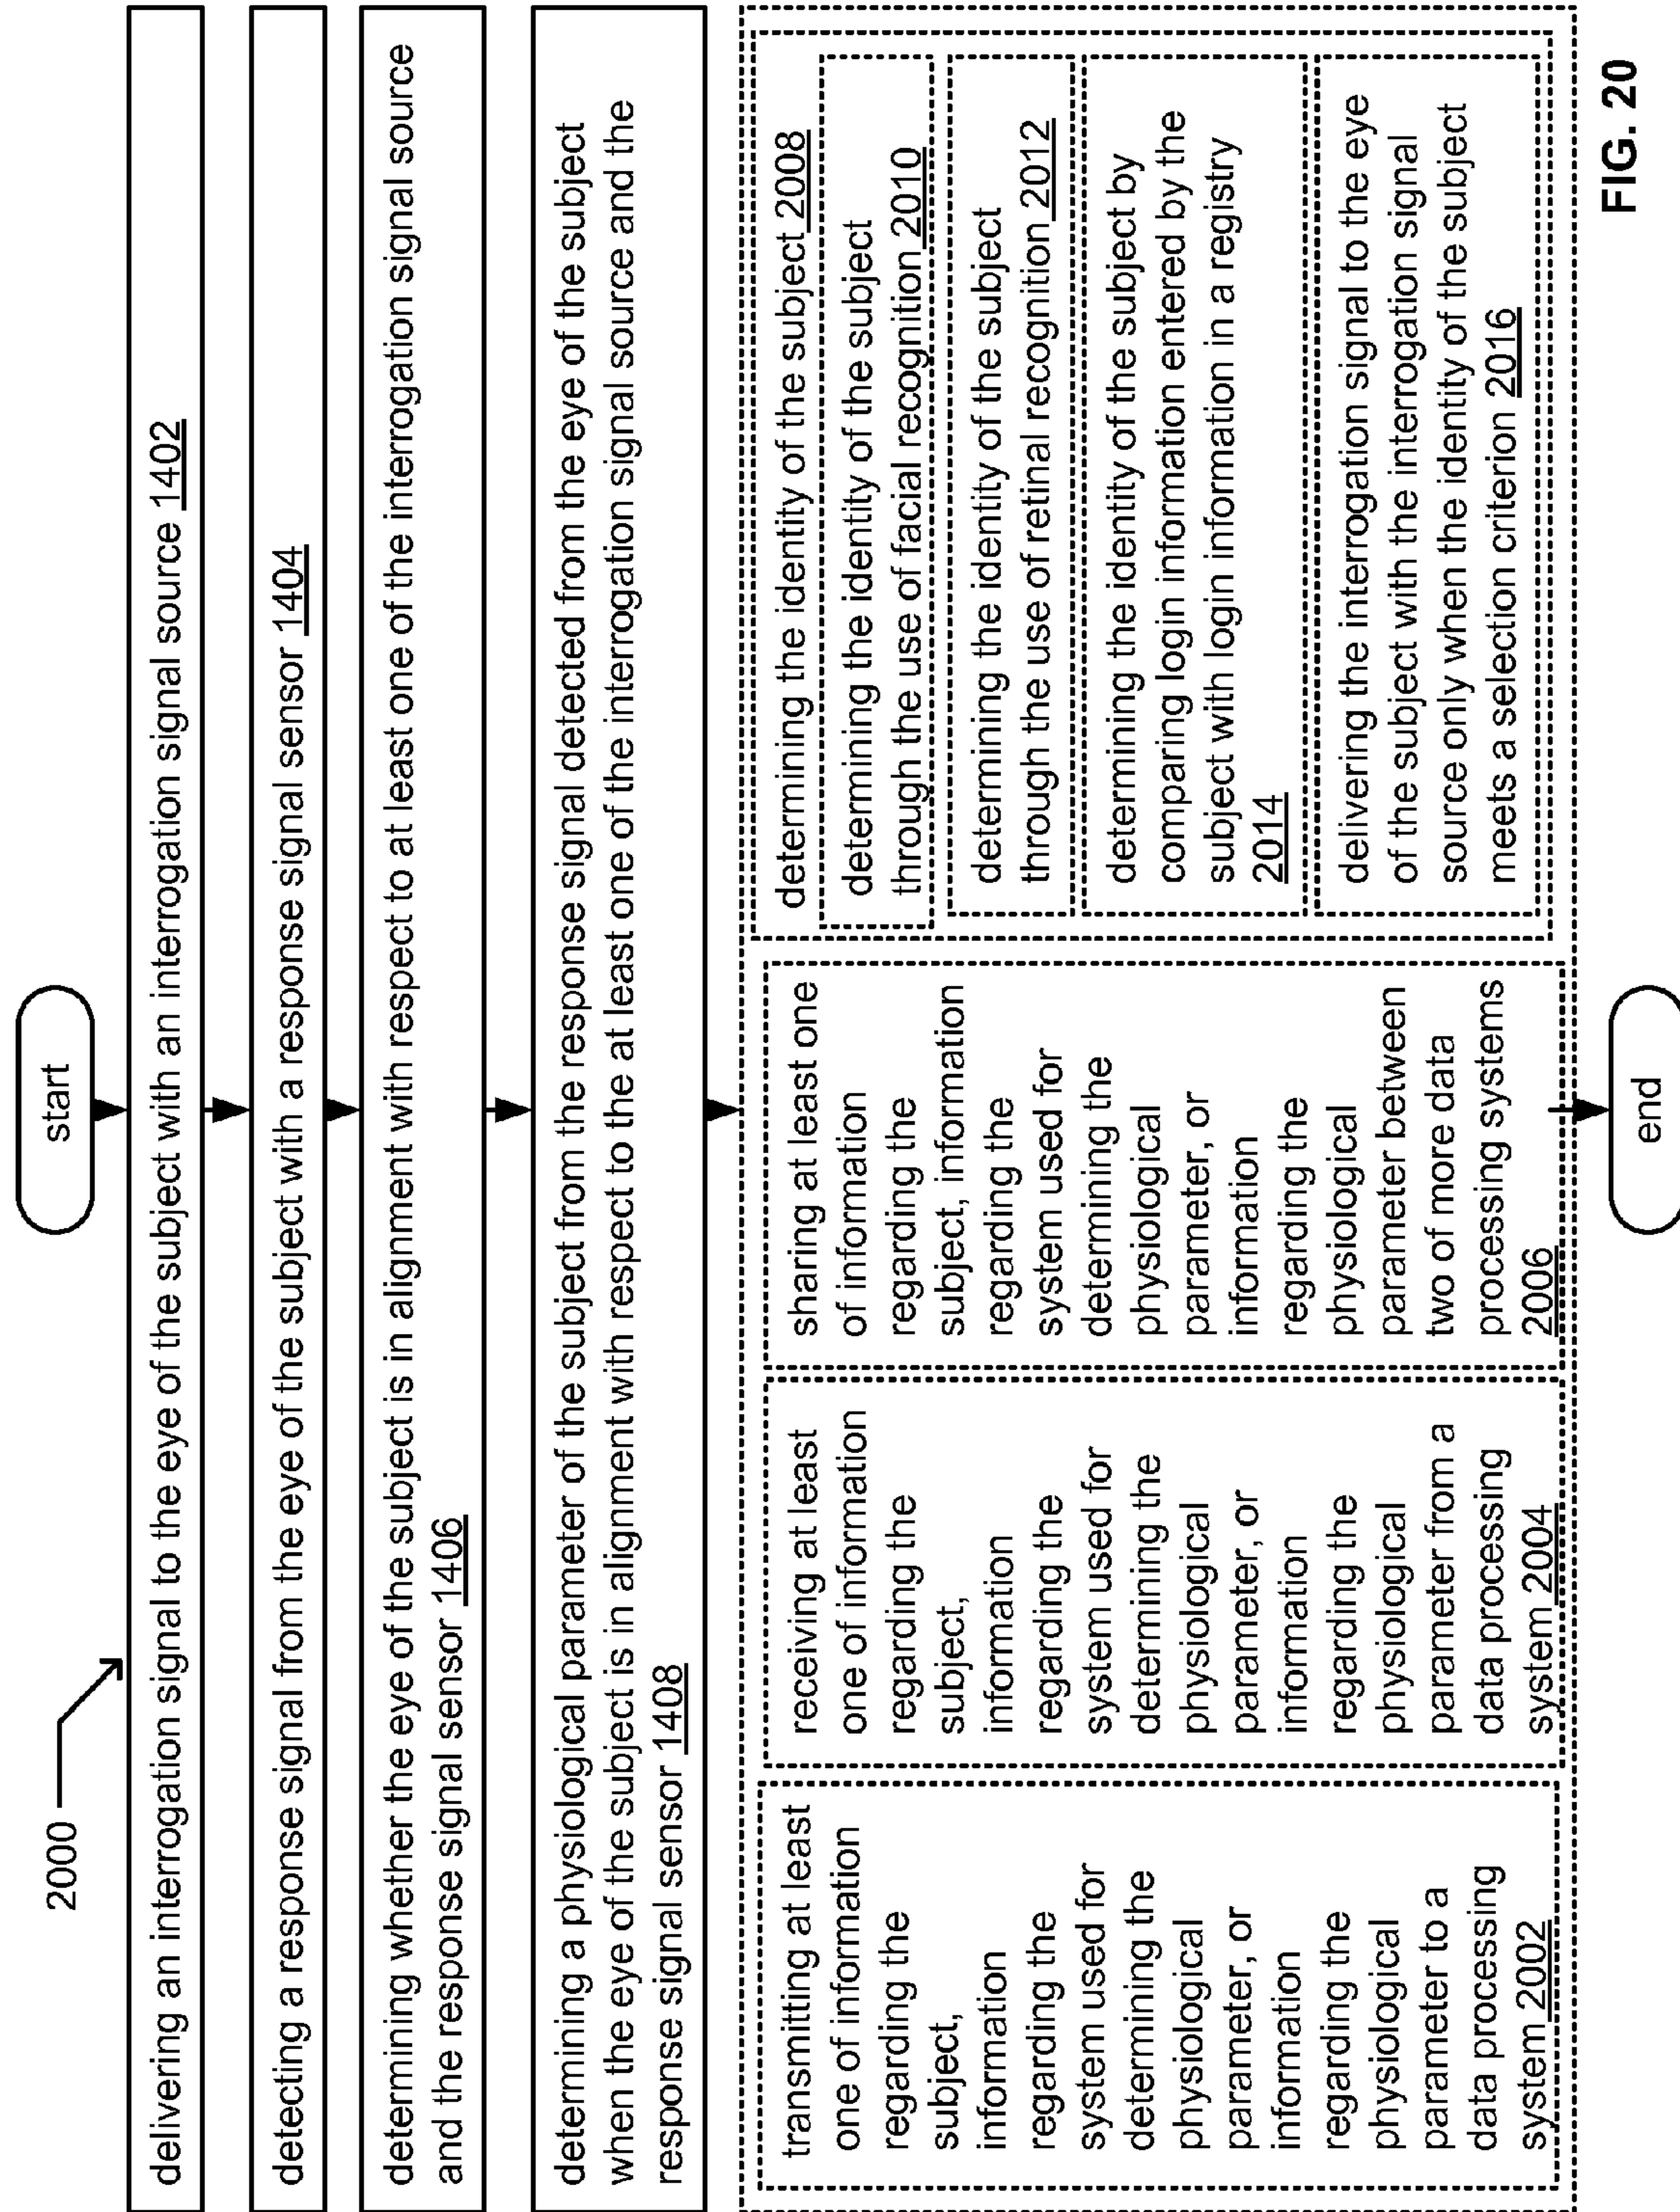 2000
start
delivering an interrogation signal to the eye of the subject with an interrogation signal source 1402
detecting a response signal from the eye of the subject with a response signal sensor 1404
determining whether the eye of the subject is in alignment with respect to at least one of the interrogation signal source
and the response signal sensor 1406
determining a physiological parameter of the subject from the response signal detected from the eye of the subject
when the eye of the subject is in alignment with respect to the at least one of the interrogation signal source and the
response signal sensor 1408
transmitting at least
one of information
regarding the
subject,
information
regarding the
system used for
determining the
physiological
parameter, or
information
regarding the
physiological
parameter to a
data processing
system 2002
receiving at least
one of information
regarding the
subject,
information
regarding the
system used for
determining the
physiological
parameter, or
information
regarding the
physiological
parameter from a
data processing
system 2004
sharing at least one
of information
regarding the
subject, information
regarding the
system used for
determining the
physiological
parameter, or
information
regarding the
physiological
parameter between
two of more data
processing systems
2006
determining the identity of the subject 2008
determining the identity of the subject
through the use of facial recognition 2010
determining the identity of the subject
through the use of retinal recognition 2012
determining the identity of the subject by
comparing login information entered by the
subject with login information in a registry
2014
delivering the interrogation signal to the eye
of the subject with the interrogation signal
source only when the identity of the subject
meets a selection criterion 2016
end
FIG. 20